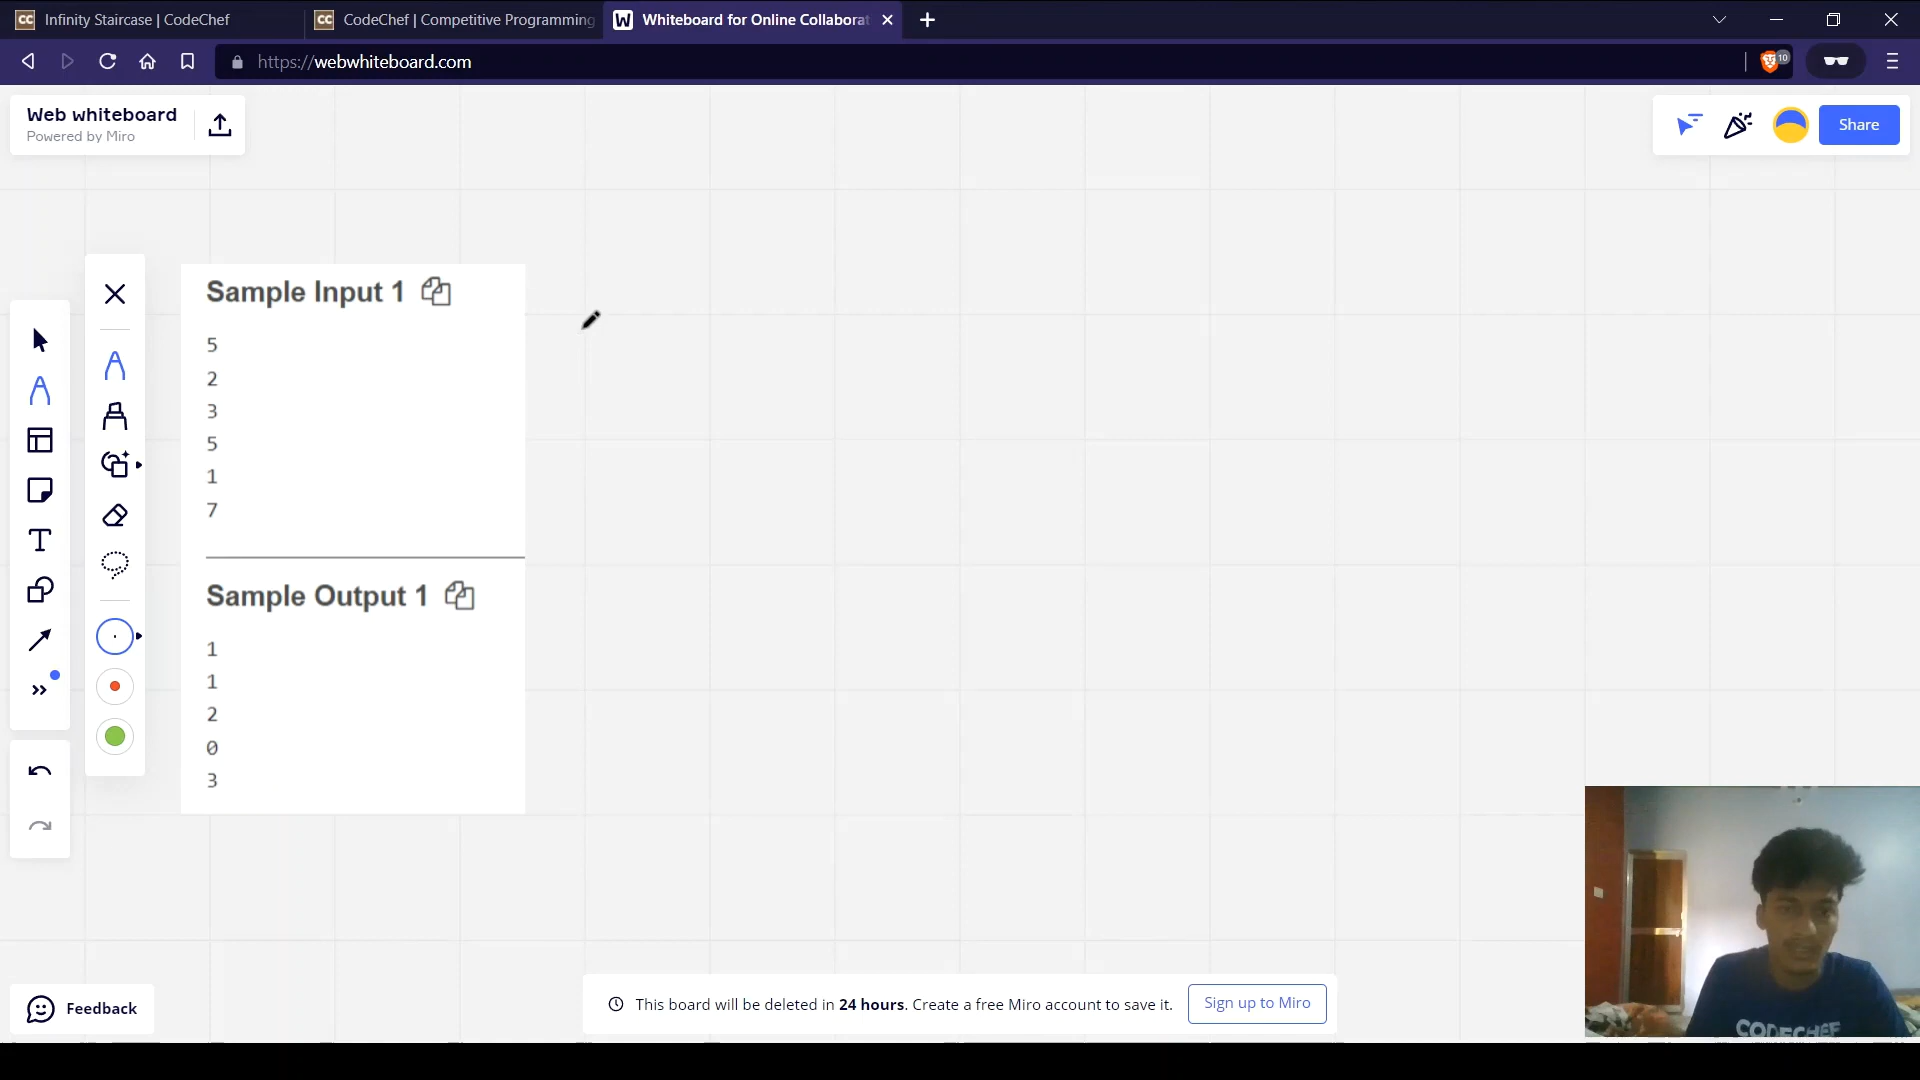 Infinity Staircase | CodeChef
CodeChef | Competitive Programming
Whiteboard for Online Collaborat
https://webwhiteboard.com
10
Web whiteboard
Powered by Miro
Share
Sample Input 1
5
2
3
5
1
7
Sample Output 1
1
1
2
0
3
Feedback
This board will be deleted in 24 hours. Create a free Miro account to save it.
Sign up to Miro
CODECHEF